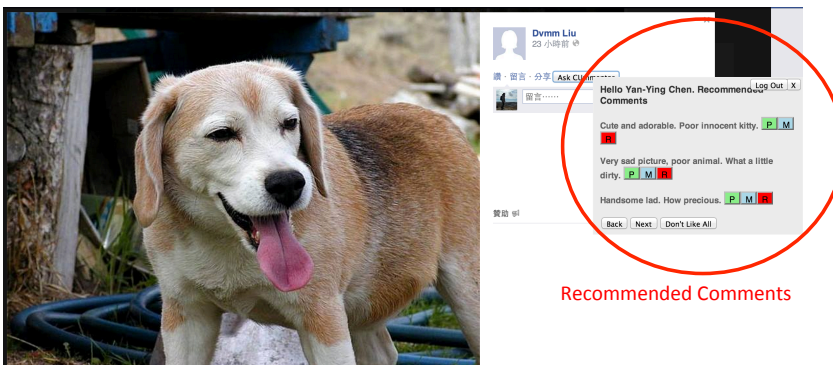 Dvmm Liu
23 小時前
讚 · 留言 · 分享 Ask CUmmenter
留言⋯⋯
Log Out X
Hello Yan-Ying Chen. Recommended
Comments
Cute and adorable. Poor innocent kitty. P M
R
Very sad picture, poor animal. What a little
dirty. P M R
Handsome lad. How precious. P M R
Back Next Don't Like All
贊助
Recommended Comments